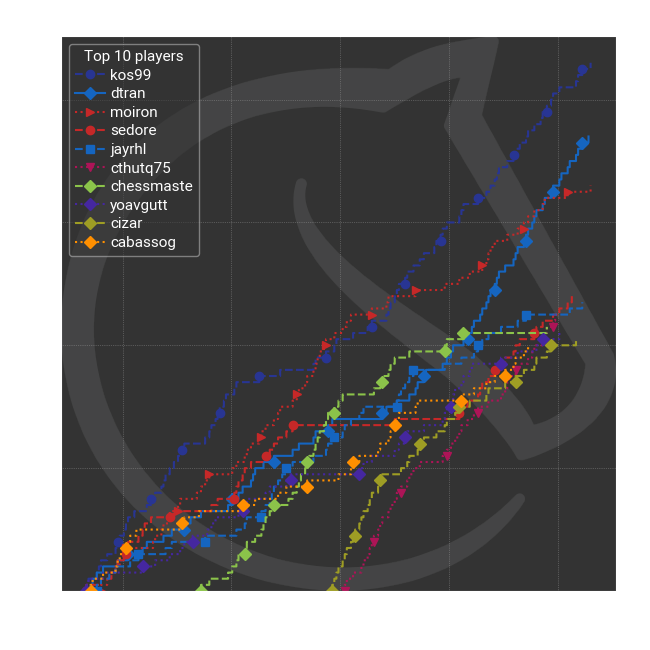 Top 10 players
kos99
dtran
moiron
sedore
jayrhl
cthutq75
chessmaste
yoavgutt
cizar
cabassog